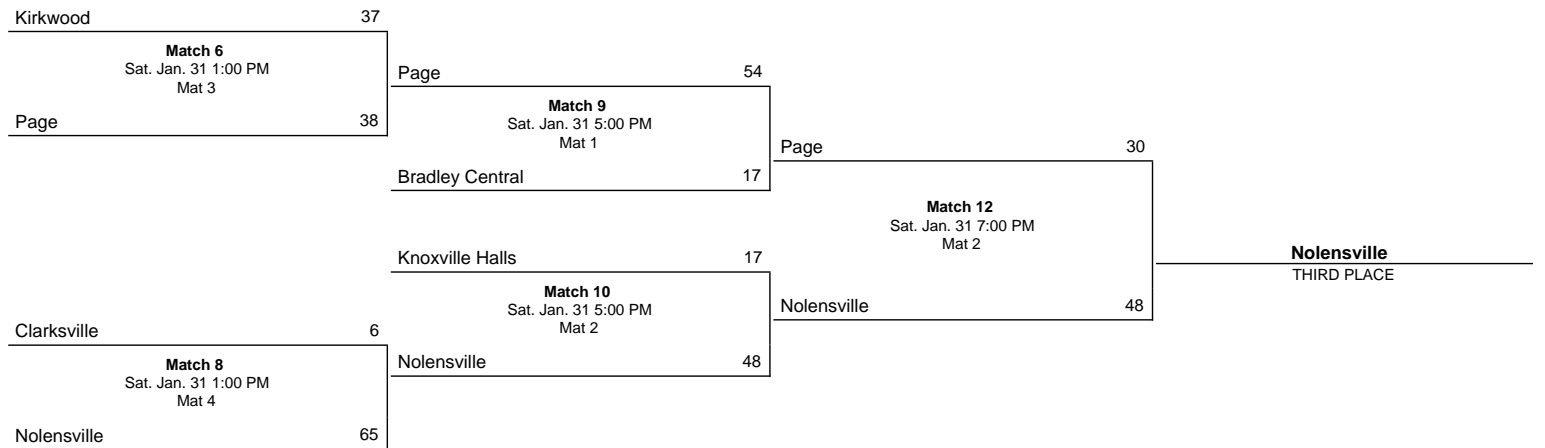 Kirkwood 37
Match 6
Sat. Jan. 31 1:00 PM
Mat 3
Page 38
Page 54
Match 9
Sat. Jan. 31 5:00 PM
Mat 1
Bradley Central 17
Page 30
Match 12
Sat. Jan. 31 7:00 PM
Mat 2
Nolensville 48
Nolensville
THIRD PLACE
Knoxville Halls 17
Match 10
Sat. Jan. 31 5:00 PM
Mat 2
Nolensville 48
Clarksville 6
Match 8
Sat. Jan. 31 1:00 PM
Mat 4
Nolensville 65